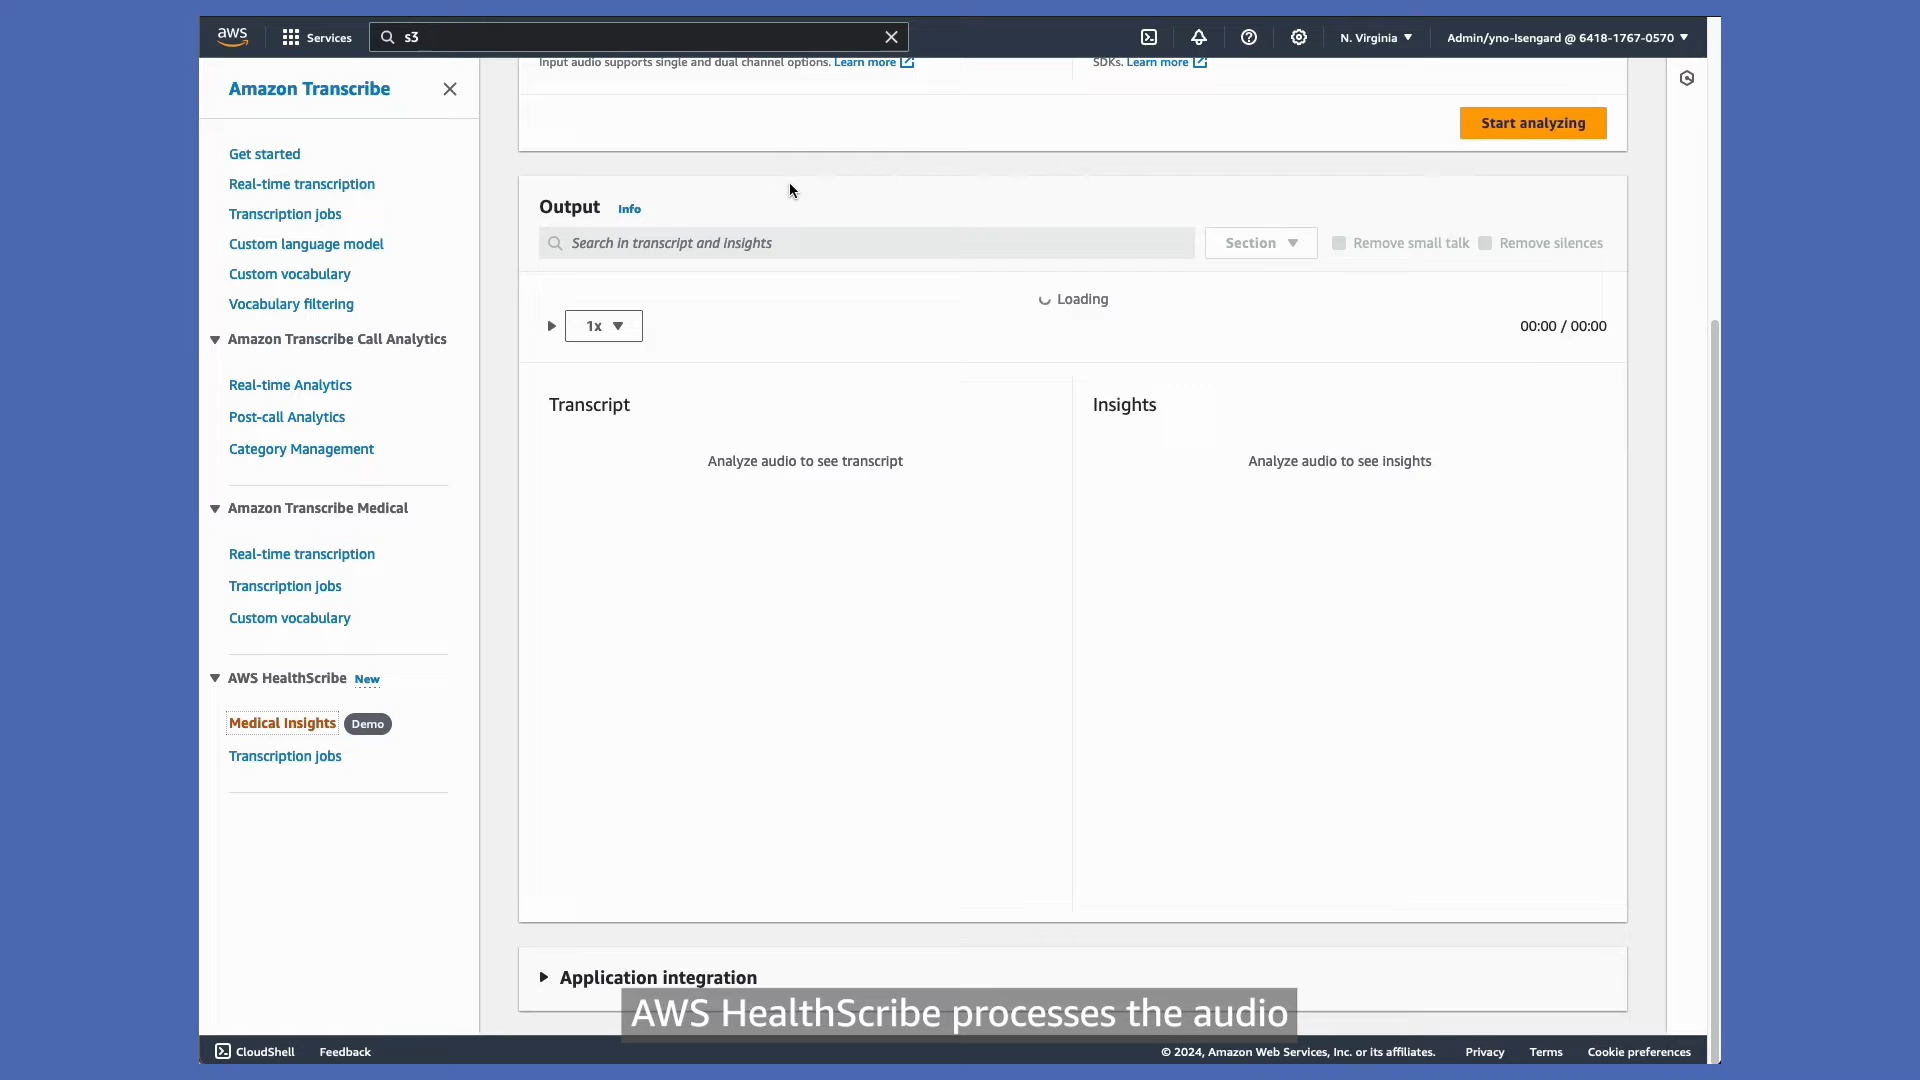 aws
Services
s3
N. Virginia
Admin/yno-Isengard @ 6418-1767-0570
Amazon Transcribe
Get started
Real-time transcription
Transcription jobs
Custom language model
Custom vocabulary
Vocabulary filtering
Amazon Transcribe Call Analytics
Real-time Analytics
Post-call Analytics
Category Management
Amazon Transcribe Medical
Real-time transcription
Transcription jobs
Custom vocabulary
AWS HealthScribe New
Medical Insights Demo
Transcription jobs
Input audio supports single and dual channel options. Learn more
SDKs. Learn more
Start analyzing
Output Info
Search in transcript and insights
Section
Remove small talk
Remove silences
Loading
1x
00:00 / 00:00
Transcript
Analyze audio to see transcript
Insights
Analyze audio to see insights
Application integration
AWS HealthScribe processes the audio
CloudShell
Feedback
© 2024, Amazon Web Services, Inc. or its affiliates.
Privacy
Terms
Cookie preferences